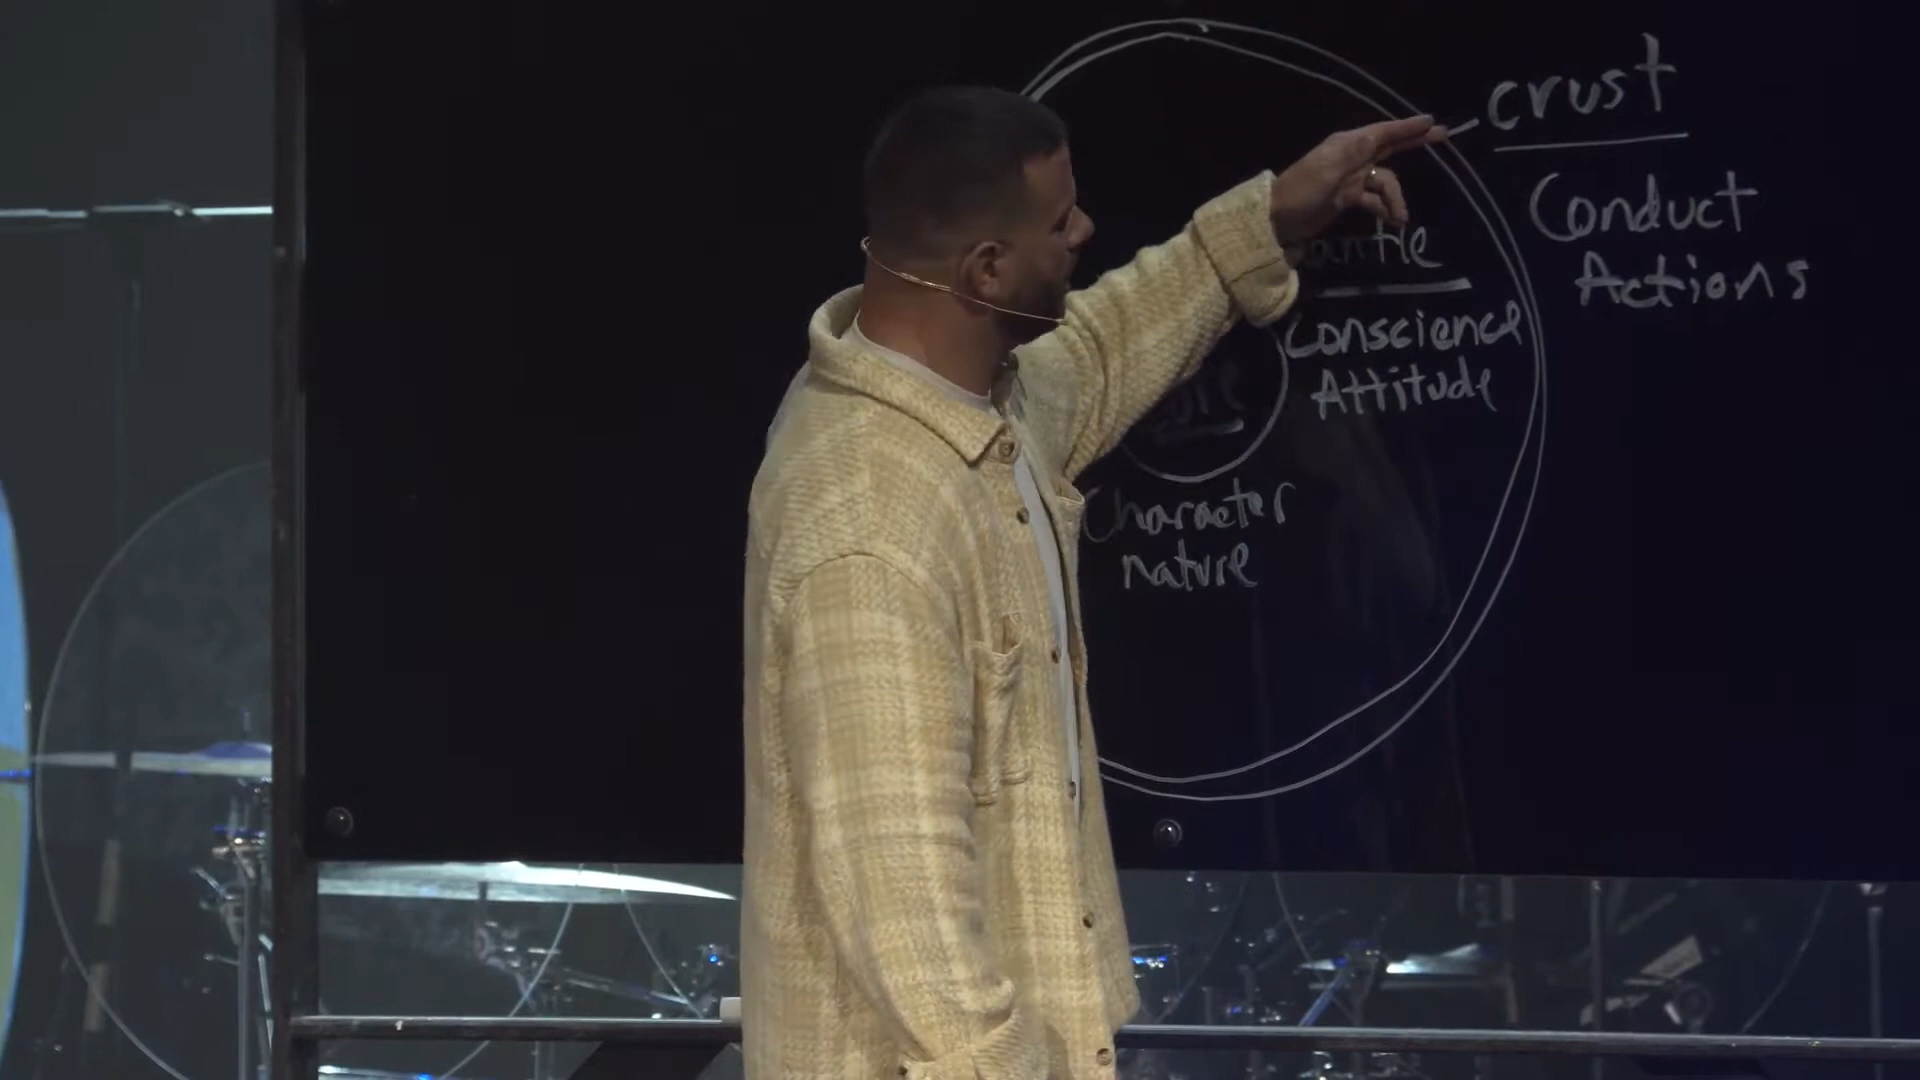 crust
Conduct
Actions
Conscience
Attitude
Character
nature